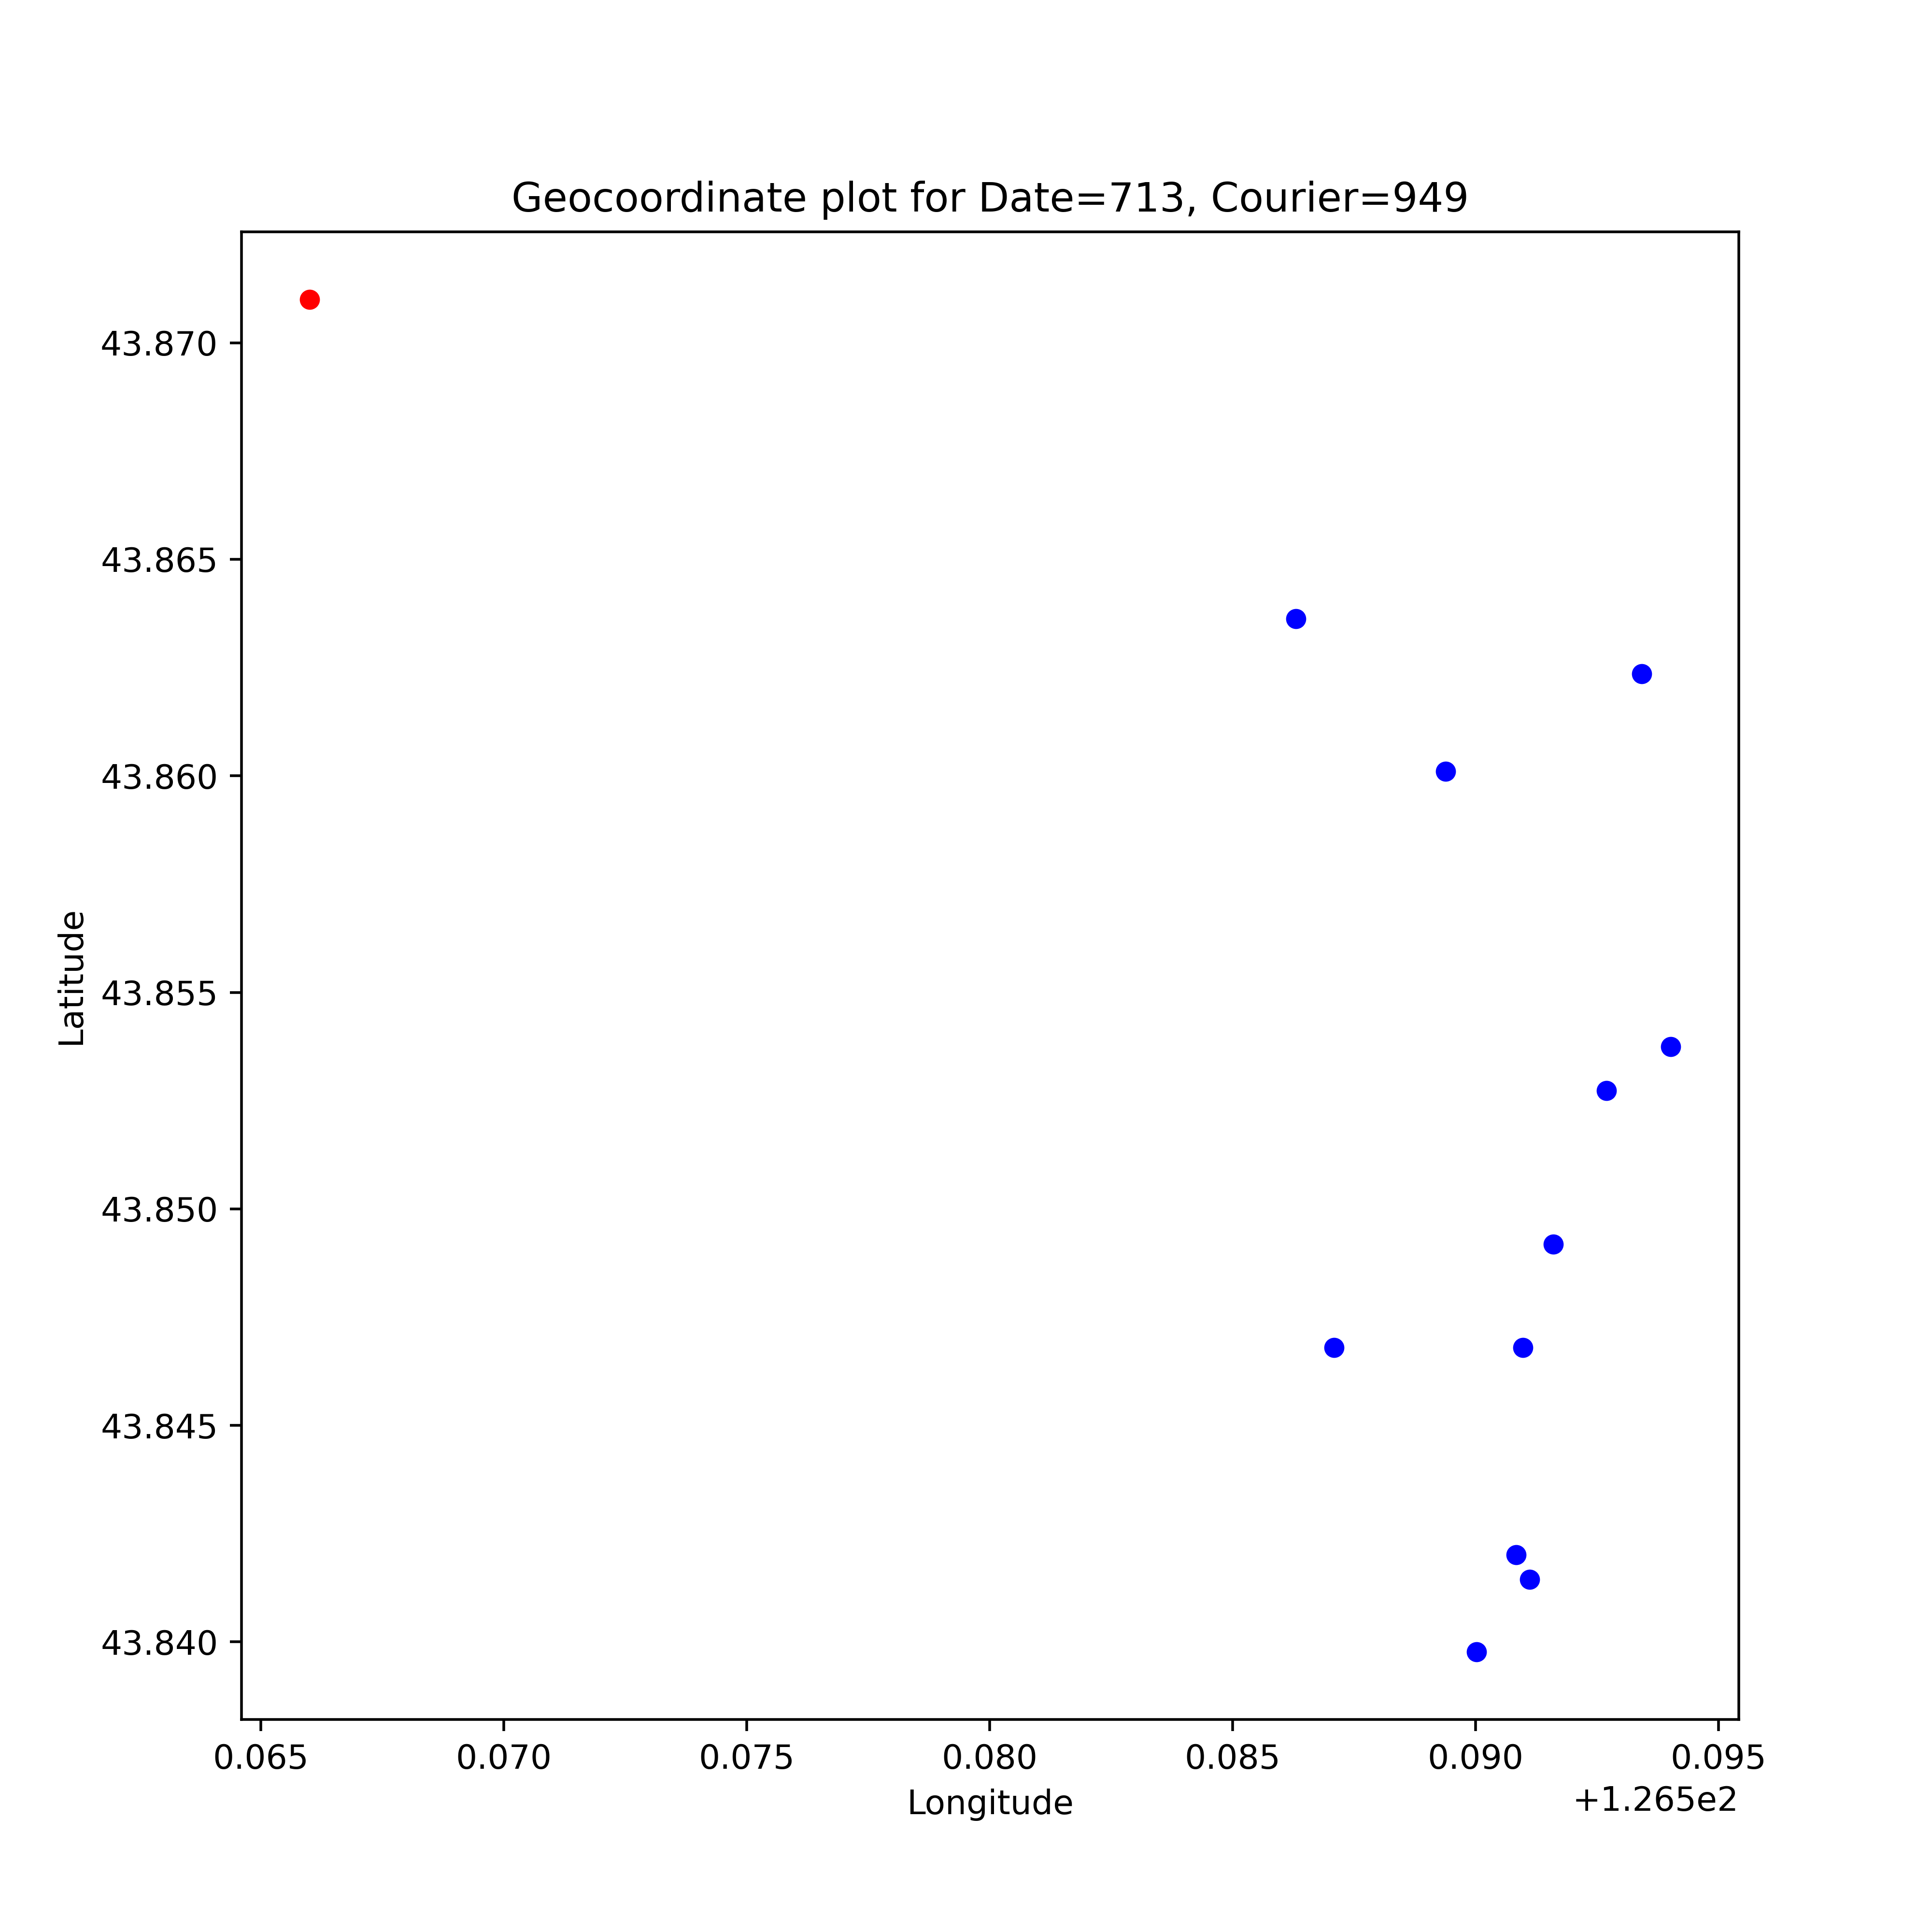 Geocoordinate plot for Date=713, Courier=949
43.870
43.865
43.860
43.855
43.850
43.845
43.840
Latitude
0.065 0.070 0.075 0.080 0.085 0.090 0.095
Longitude
+1.265e2